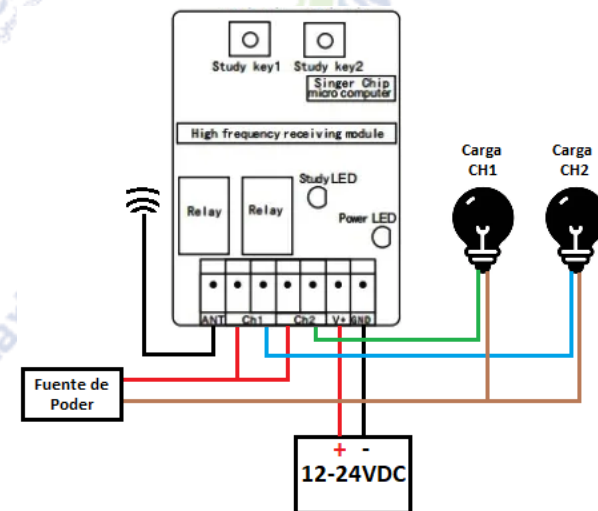 Study key1 Study key2
Singer Chip
micro computer
High frequency receiving module
Study LED
Relay Relay
Power LED
ANT Ch1 Ch2 V+ GND
Carga
CH1
Carga
CH2
Fuente de
Poder
+ -
12-24VDC